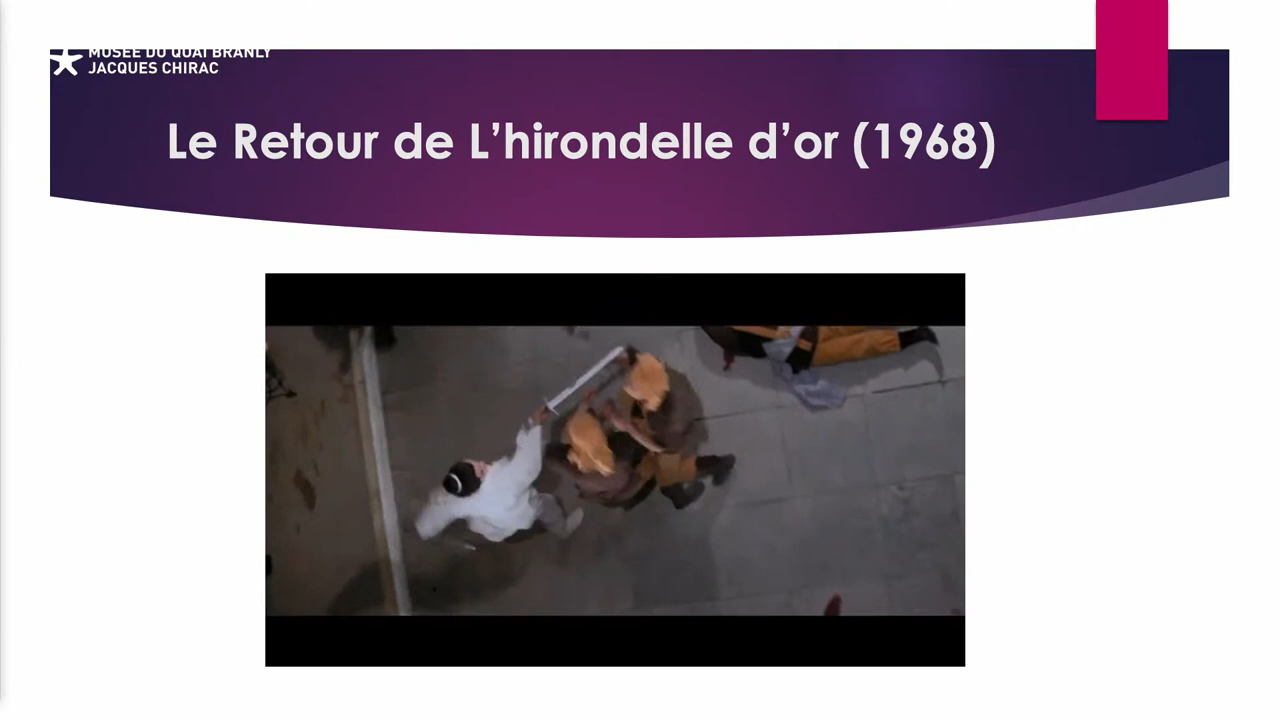 MUSÉE DU QUAI BRANLY
JACQUES CHIRAC
Le Retour de L’hirondelle d’or (1968)